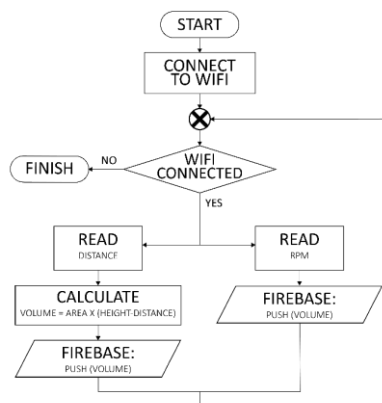 START
CONNECT
TO WIFI
WIFI
CONNECTED
NO
FINISH
YES
READ
DISTANCE
READ
RPM
CALCULATE
VOLUME = AREA X (HEIGHT-DISTANCE)
FIREBASE:
PUSH (VOLUME)
FIREBASE:
PUSH (VOLUME)